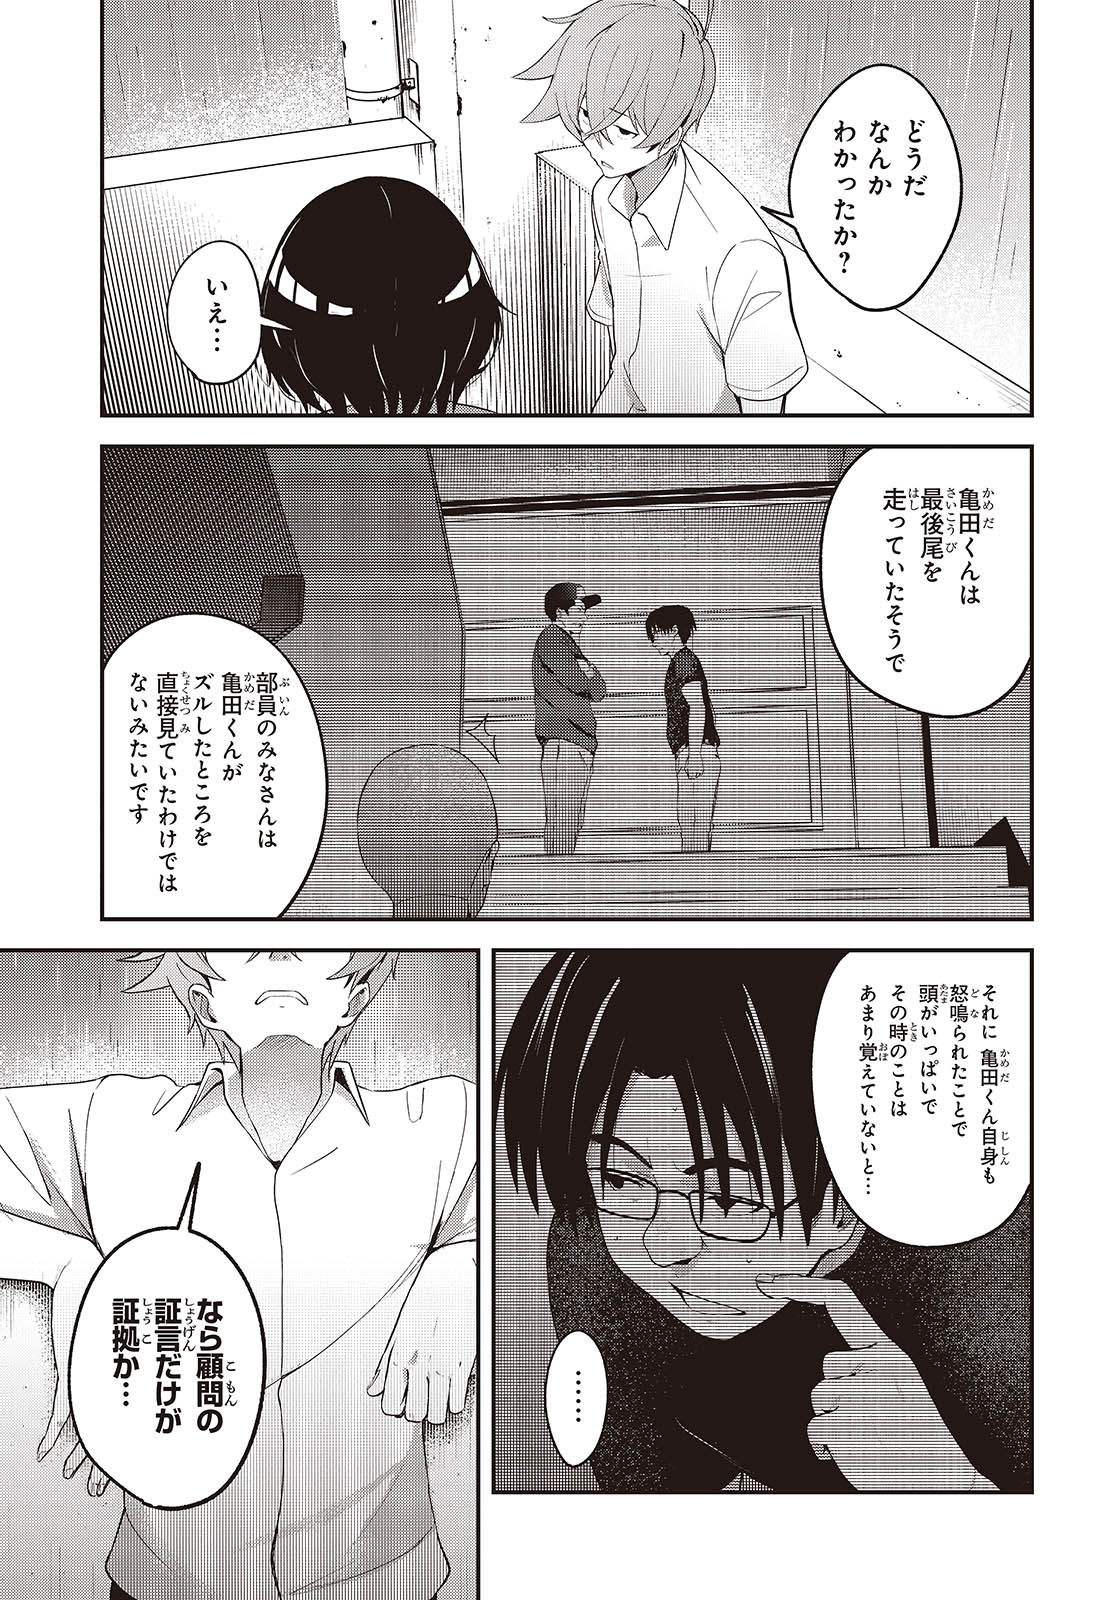 どうだ
なんか
わかったか?
いえ…
亀田くんは
最後尾を
走っていたそうで
部員のみなさんは
亀田くんが
ズルしたところを
直接見ていたわけでは
ないみたいです
それに 亀田くん自身も
怒鳴られたことで
頭がいっぱいで
その時のことは
あまり覚えていないと…
……
なら顧問の
証言だけが
証拠か…